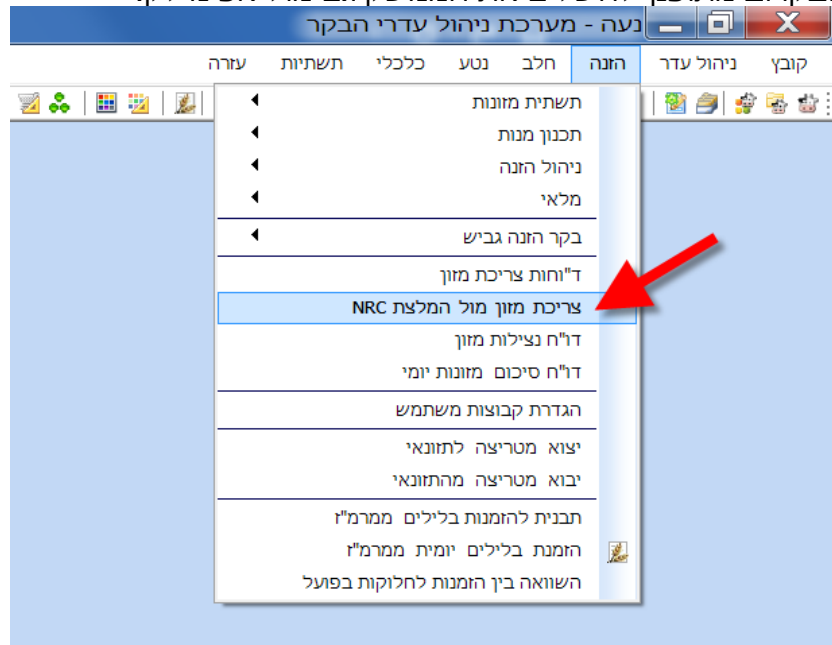 נעה - מערכת ניהול עדרי הבקר
קובץ ניהול עדר הזנה חלב נטע כלכלי תשתיות עזרה
תשתית מזונות
תכנון מנות
ניהול הזנה
מלאי
בקר הזנה גביש
ד"וחות צריכת מזון
צריכת מזון מול המלצת NRC
דו"ח נצילות מזון
דו"ח סיכום מזונות יומי
הגדרת קבוצות משתמש
יצוא מטריצה לתזונאי
יבוא מטריצה מהתזונאי
תבנית להזמנות בלילים ממרמ"ז
הזמנת בלילים יומית ממרמ"ז
השוואה בין הזמנות לחלוקות בפועל